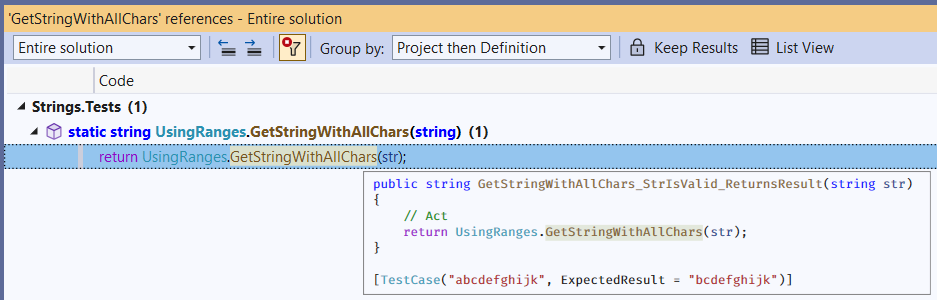 'GetStringWithAllChars' references - Entire solution
Entire solution Group by: Project then Definition Keep Results List View
Code
Strings.Tests (1)
static string UsingRanges.GetStringWithAllChars(string) (1)
return UsingRanges.GetStringWithAllChars(str);
public string GetStringWithAllChars_StrIsValid_ReturnsResult(string str)
{
// Act
return UsingRanges.GetStringWithAllChars(str);
}
[TestCase("abcdefghijk", ExpectedResult = "bcdefghijk")]